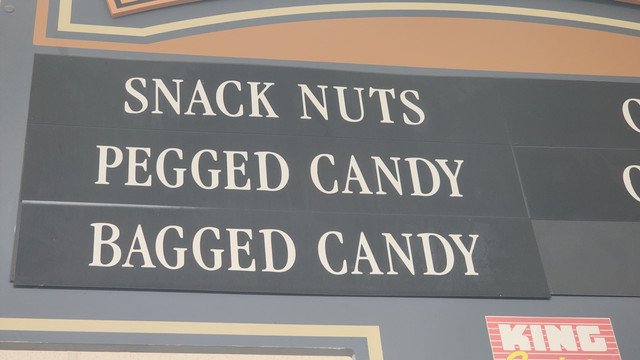 SNACK NUTS
PEGGED CANDY
BAGGED CANDY
KING